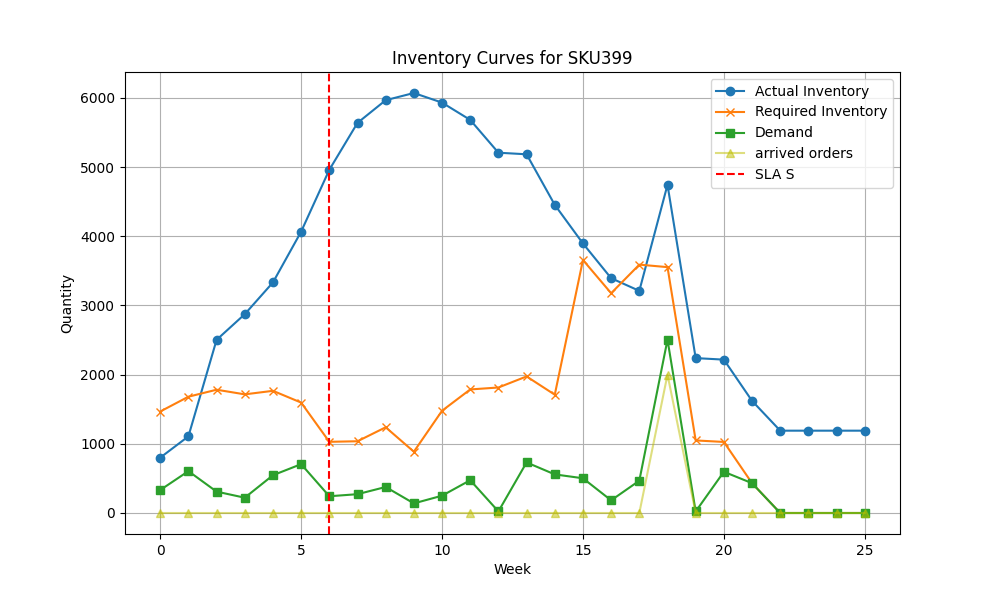 Inventory Curves for SKU399
Actual Inventory
Required Inventory
Demand
arrived orders
SLA S
Quantity
6000
5000
4000
3000
2000
1000
0
0 5 10 15 20 25
Week